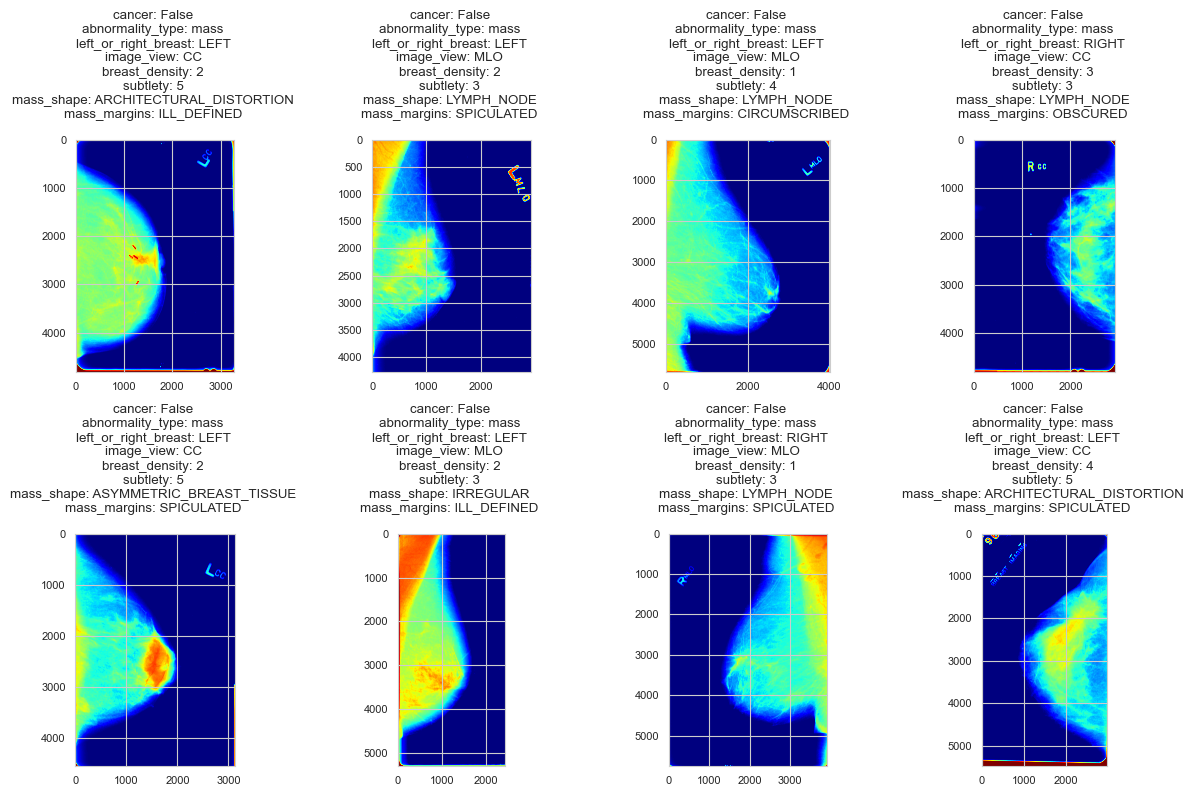 cancer: False
abnormality_type: mass
left_or_right_breast: LEFT
image_view: CC
breast_density: 2
subtlety: 5
mass_shape: ARCHITECTURAL_DISTORTION
mass_margins: ILL_DEFINED
0
1000
2000
3000
4000
L CC
0
1000
2000
3000
cancer: False
abnormality_type: mass
left_or_right_breast: LEFT
image_view: MLO
breast_density: 2
subtlety: 3
mass_shape: LYMPH_NODE
mass_margins: SPICULATED
0
500
1000
1500
2000
2500
3000
3500
4000
L MLO
0
1000
2000
cancer: False
abnormality_type: mass
left_or_right_breast: LEFT
image_view: MLO
breast_density: 1
subtlety: 4
mass_shape: LYMPH_NODE
mass_margins: CIRCUMSCRIBED
0
1000
2000
3000
4000
5000
L MLO
0
2000
4000
cancer: False
abnormality_type: mass
left_or_right_breast: RIGHT
image_view: CC
breast_density: 3
subtlety: 3
mass_shape: LYMPH_NODE
mass_margins: OBSCURED
0
1000
2000
3000
4000
R CC
0
1000
2000
cancer: False
abnormality_type: mass
left_or_right_breast: LEFT
image_view: CC
breast_density: 2
subtlety: 5
mass_shape: ASYMMETRIC_BREAST_TISSUE
mass_margins: SPICULATED
0
1000
2000
3000
4000
L CC
0
1000
2000
3000
cancer: False
abnormality_type: mass
left_or_right_breast: LEFT
image_view: MLO
breast_density: 2
subtlety: 3
mass_shape: IRREGULAR
mass_margins: ILL_DEFINED
0
1000
2000
3000
4000
5000
0
1000
2000
cancer: False
abnormality_type: mass
left_or_right_breast: RIGHT
image_view: MLO
breast_density: 1
subtlety: 3
mass_shape: LYMPH_NODE
mass_margins: SPICULATED
0
1000
2000
3000
4000
5000
0
1000
2000
3000
cancer: False
abnormality_type: mass
left_or_right_breast: LEFT
image_view: CC
breast_density: 4
subtlety: 5
mass_shape: ARCHITECTURAL_DISTORTION
mass_margins: SPICULATED
0
1000
2000
3000
4000
5000
0
1000
2000